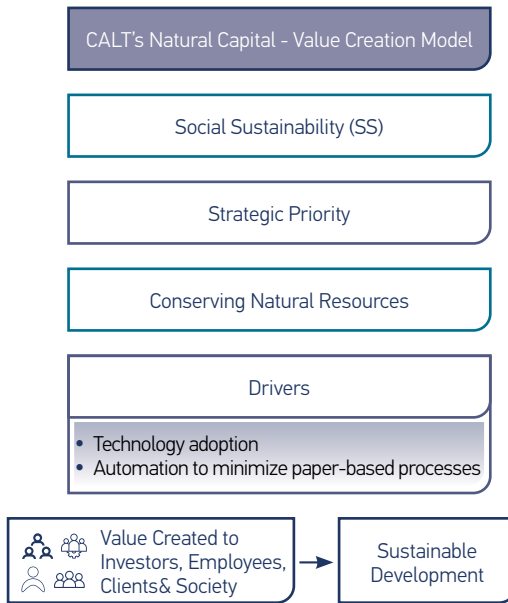 CALT's Natural Capital - Value Creation Model
Social Sustainability (SS)
Strategic Priority
Conserving Natural Resources
Drivers
• Technology adoption
• Automation to minimize paper-based processes
Value Created to
Investors, Employees,
Clients& Society
Sustainable
Development